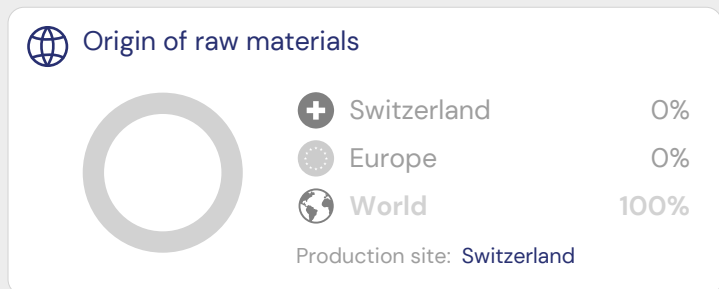 Origin of raw materials
Switzerland 0%
Europe 0%
World 100%
Production site: Switzerland